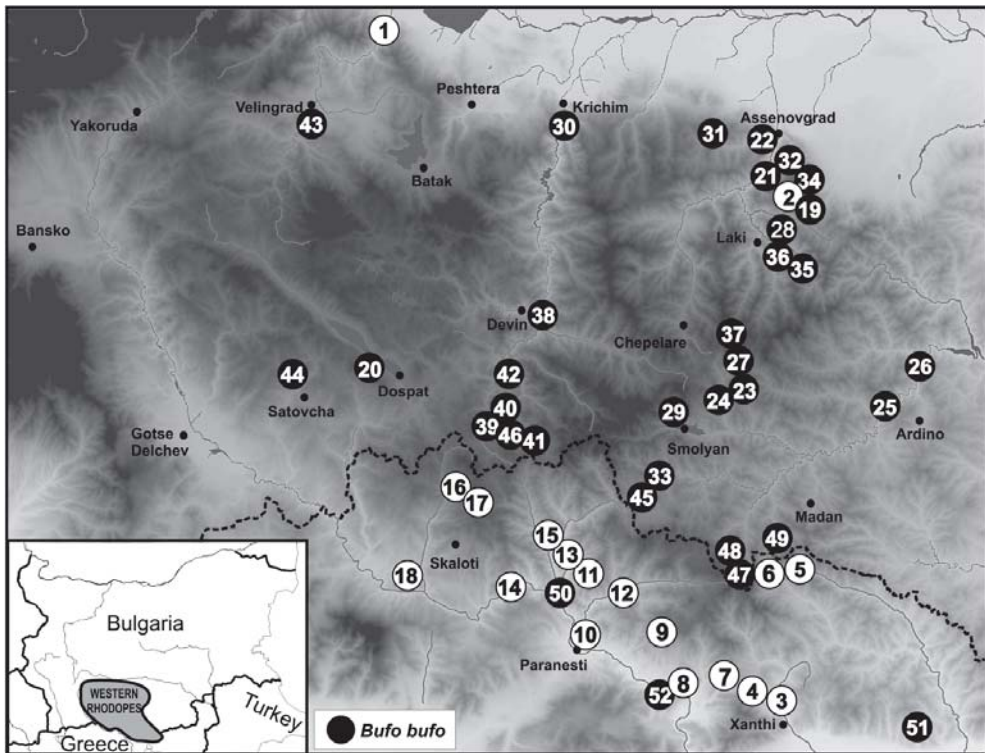 1
Peshtera
Velingrad
Krichim
Yakoruda
Assenovgrad
43
30
31
22
32
Batak
21
34
2
19
28
Bansko
Laki
36
35
Devin
38
Chepelare
37
27
26
44
20
42
Dospat
23
Satovcha
40
24
25
29
39
46
41
Ardino
Gotse
Delchev
Smolyan
33
16
17
45
Madan
15
49
Skaloti
13
48
18
11
47
6
5
14
50
12
10
9
Paranesti
7
8
52
4
3
Xanthi
51
Bulgaria
WESTERN
RHODOPES
Turkey
Greece
Bufo bufo